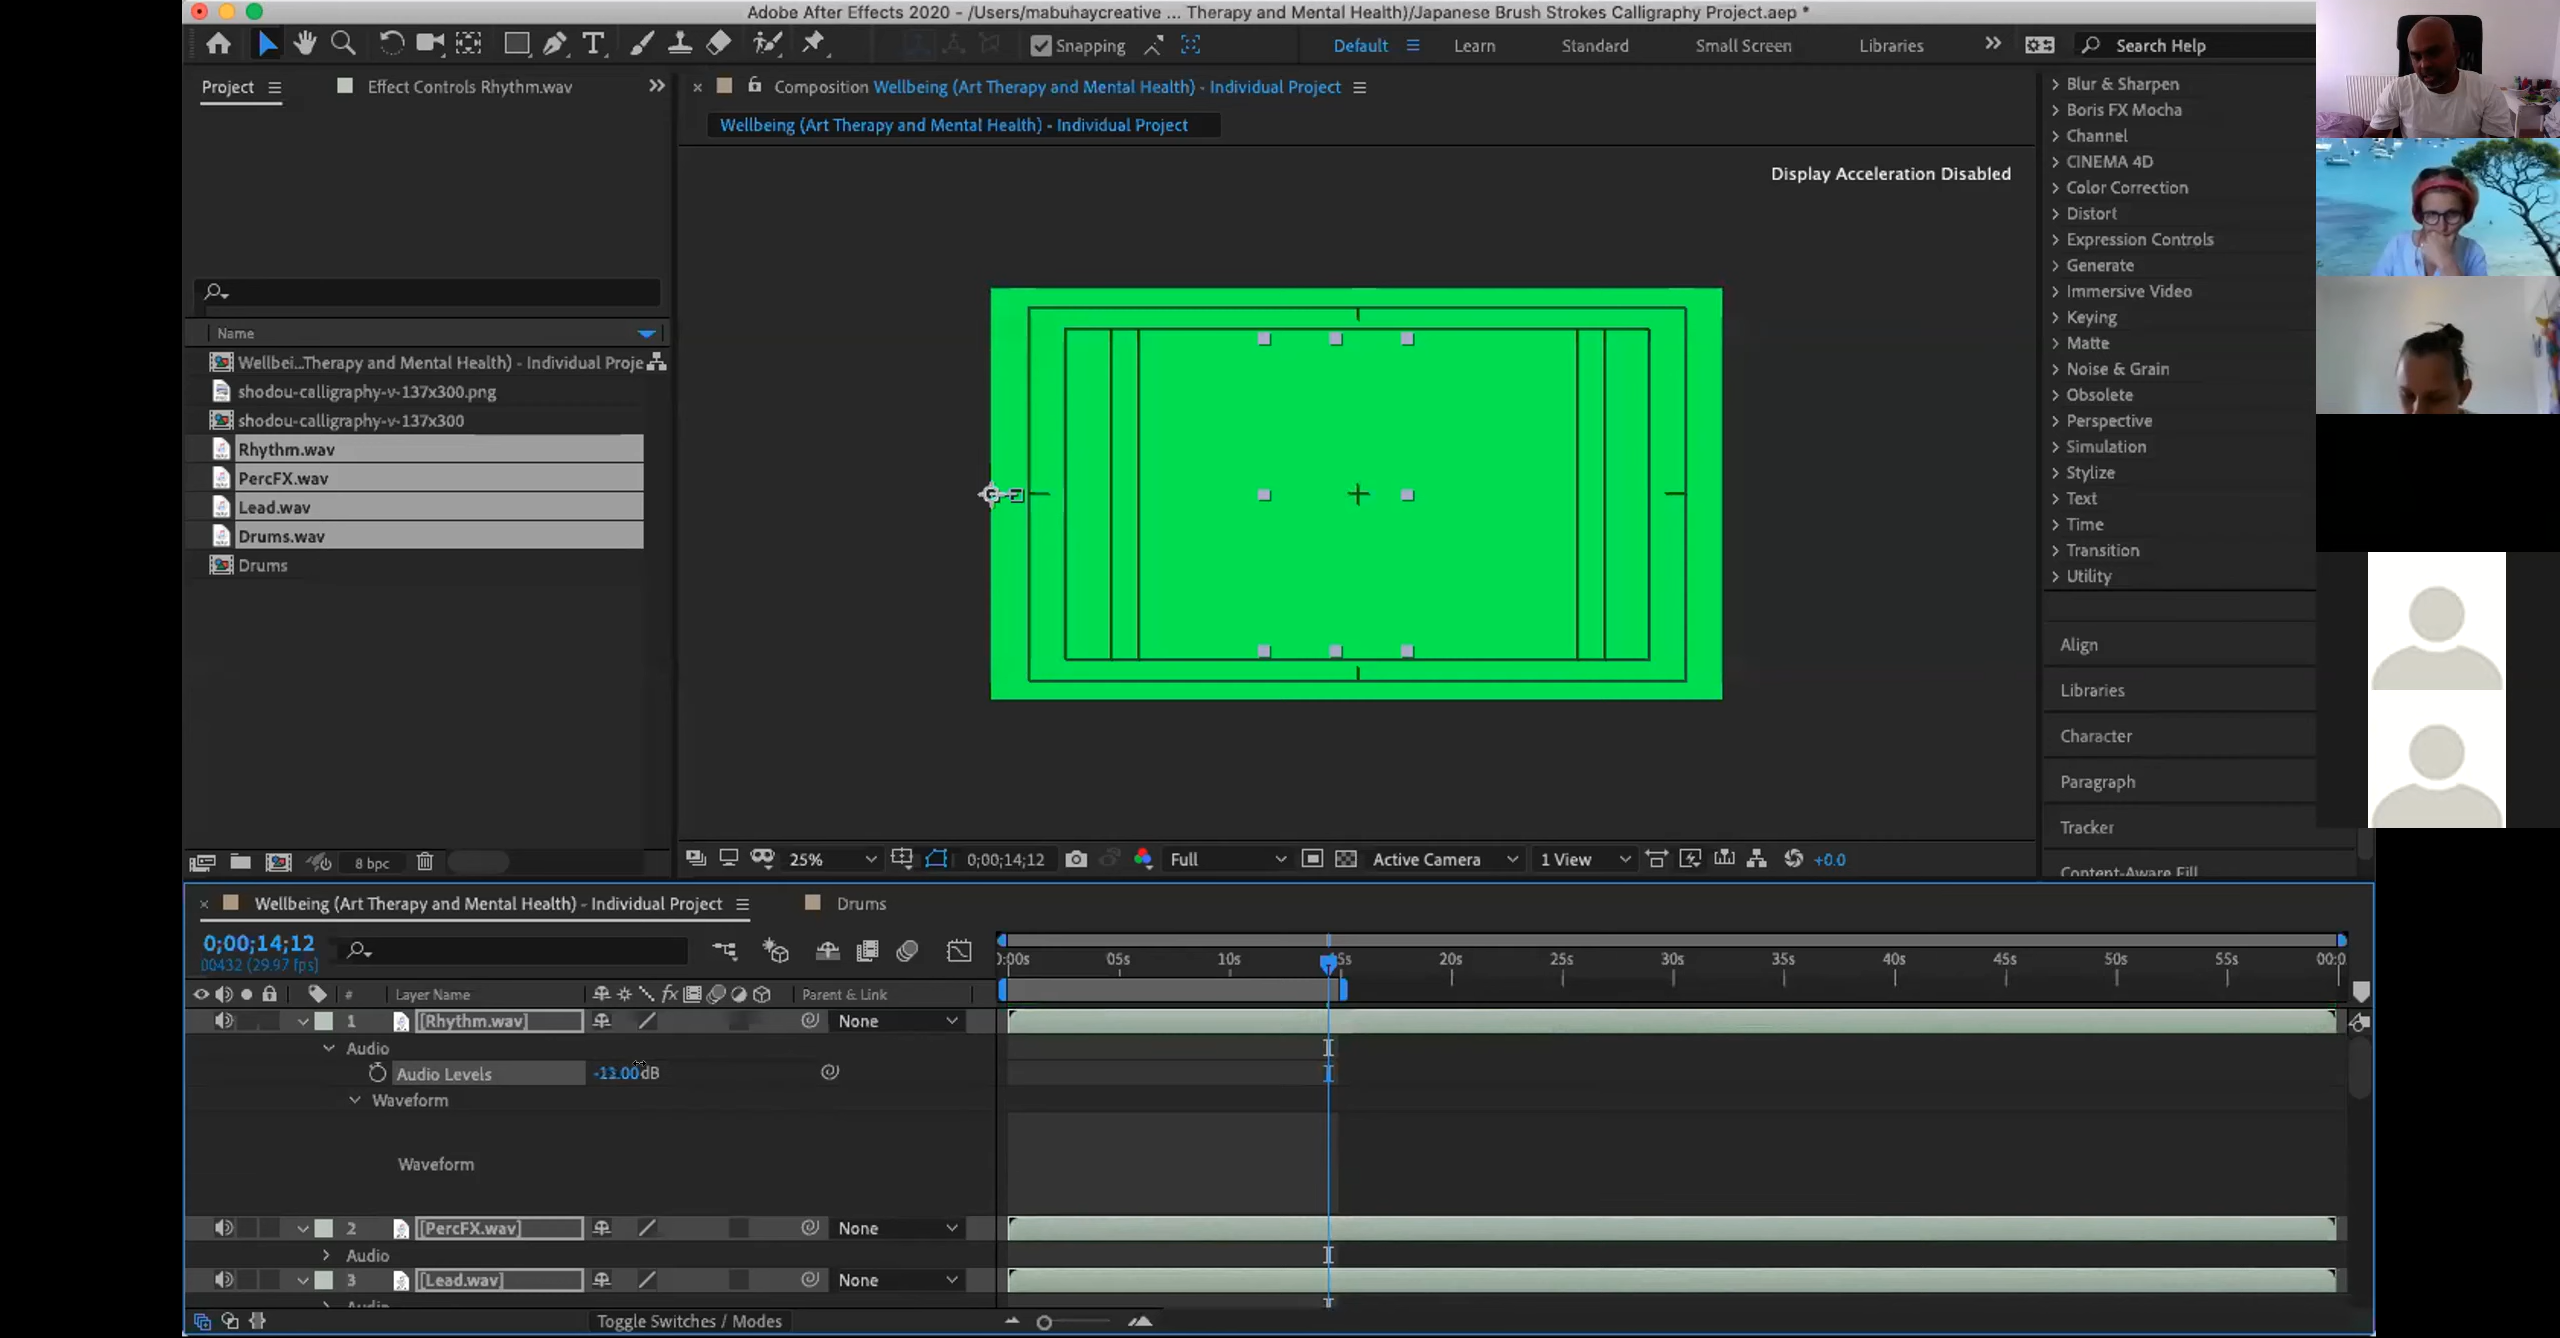 Adobe After Effects 2020 - /Users/mabuhaycreative ... Therapy and Mental Health)/Japanese Brush Strokes Calligraphy Project.aep *
Snapping
Default
Learn
Standard
Small Screen
Libraries
Search Help
Project
Effect Controls Rhythm.wav
Composition Wellbeing (Art Therapy and Mental Health) - Individual Project
Wellbeing (Art Therapy and Mental Health) - Individual Project
Display Acceleration Disabled
Name
Wellbei...Therapy and Mental Health) - Individual Proje
shodou-calligraphy-v-137x300.png
shodou-calligraphy-v-137x300
Rhythm.wav
PercFX.wav
Lead.wav
Drums.wav
Drums
8 bpc
Blur & Sharpen
Boris FX Mocha
Channel
CINEMA 4D
Color Correction
Distort
Expression Controls
Generate
Immersive Video
Keying
Matte
Noise & Grain
Obsolete
Perspective
Simulation
Stylize
Text
Time
Transition
Utility
Align
Libraries
Character
Paragraph
Tracker
Content-Aware Fill
25%
0;00;14;12
Full
Active Camera
1 View
+0.0
Wellbeing (Art Therapy and Mental Health) - Individual Project
Drums
0;00;14;12
00432 (29.97 fps)
):00s 05s 10s 20s 25s 30s 35s 40s 45s 50s 55s 00:0
# Layer Name fx Parent & Link
1 [Rhythm.wav] None
Audio
Audio Levels dB
Waveform
Waveform
2 [PercFX.wav] None
Audio
3 [Lead.wav] None
Audio
Toggle Switches / Modes